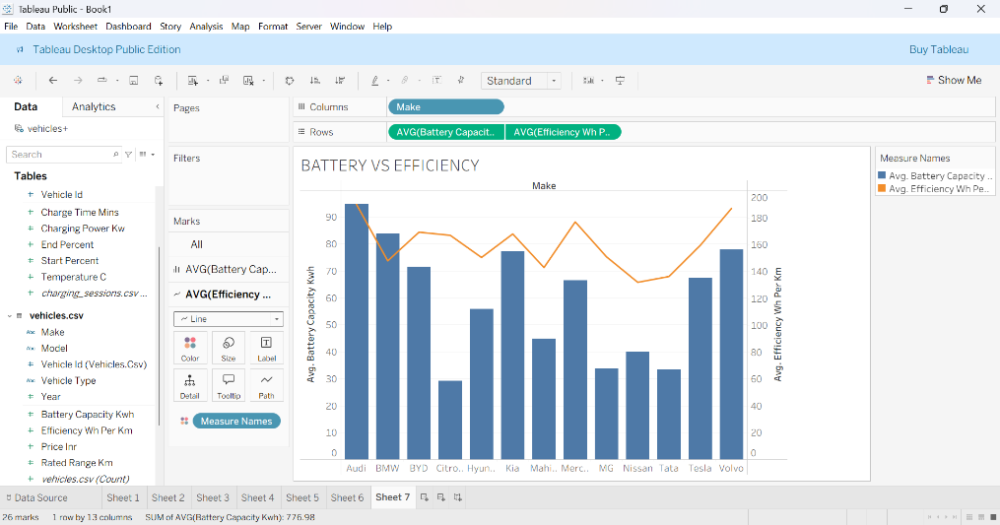 Tableau Public - Book1
File Data Worksheet Dashboard Story Analysis Map Format Server Window Help
Tableau Desktop Public Edition Buy Tableau
Standard Show Me
Data Analytics
vehicles+
Search
Tables
Vehicle Id
Charge Time Mins
Charging Power Kw
End Percent
Start Percent
Temperature C
charging_sessions.csv ...
vehicles.csv
Abc Make
Abc Model
Vehicle Id (Vehicles.Csv)
Abc Vehicle Type
Year
Battery Capacity Kwh
Efficiency Wh Per Km
Price Inr
Rated Range Km
vehicles.csv (Count)
Pages
Filters
Marks
All
AVG(Battery Cap...
AVG(Efficiency ...
Line
Color Size Label
Detail Tooltip Path
Measure Names
Columns Make
Rows AVG(Battery Capacit.. AVG(Efficiency Wh P..
BATTERY VS EFFICIENCY
Make
Avg. Battery Capacity Kwh
90
80
70
60
50
40
30
20
10
0
200
180
160
140
120
100
80
60
40
20
0
Avg. Efficiency Wh Per Km
Audi BMW BYD Citro.. Hyun.. Kia Mahi.. Merc.. MG Nissan Tata Tesla Volvo
Measure Names
Avg. Battery Capacity ..
Avg. Efficiency Wh Pe..
Data Source Sheet 1 Sheet 2 Sheet 3 Sheet 4 Sheet 5 Sheet 6 Sheet 7
26 marks 1 row by 13 columns SUM of AVG(Battery Capacity Kwh): 776.98